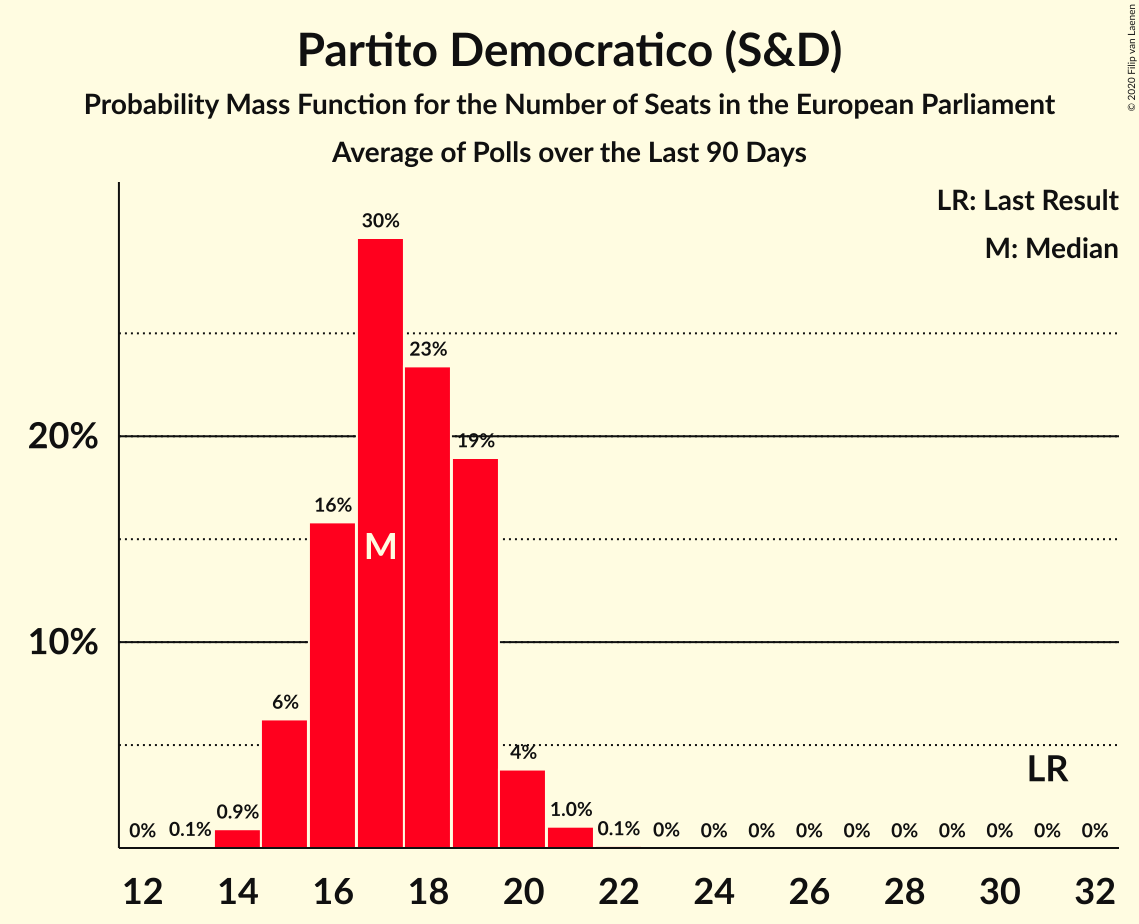 Partito Democratico (S&D)
Probability Mass Function for the Number of Seats in the European Parliament
Average of Polls over the Last 90 Days
© 2020 Filip van Laenen
LR: Last Result
M: Median
30%
23%
20%
19%
16%
M
10%
6%
4%
LR
0% 0.1% 0.9% 1.0% 0.1% 0% 0% 0% 0% 0% 0% 0% 0% 0% 0%
12 14 16 18 20 22 24 26 28 30 32